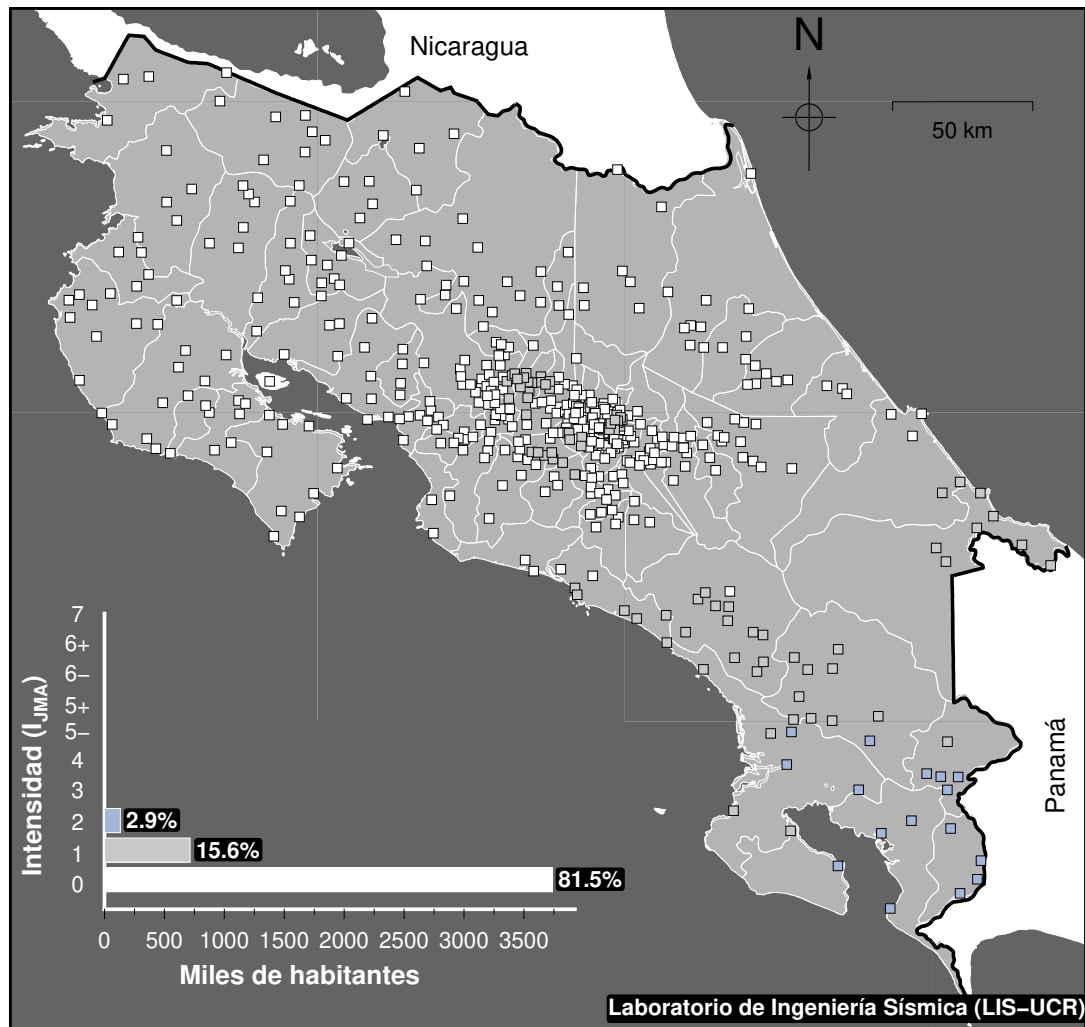 Nicaragua
N
50 km
Panamá
Intensidad (I_JMA)
7
6+
6−
5+
5−
4
3
2
1
0
2.9%
15.6%
81.5%
0 500 1000 1500 2000 2500 3000 3500
Miles de habitantes
Laboratorio de Ingeniería Sísmica (LIS−UCR)